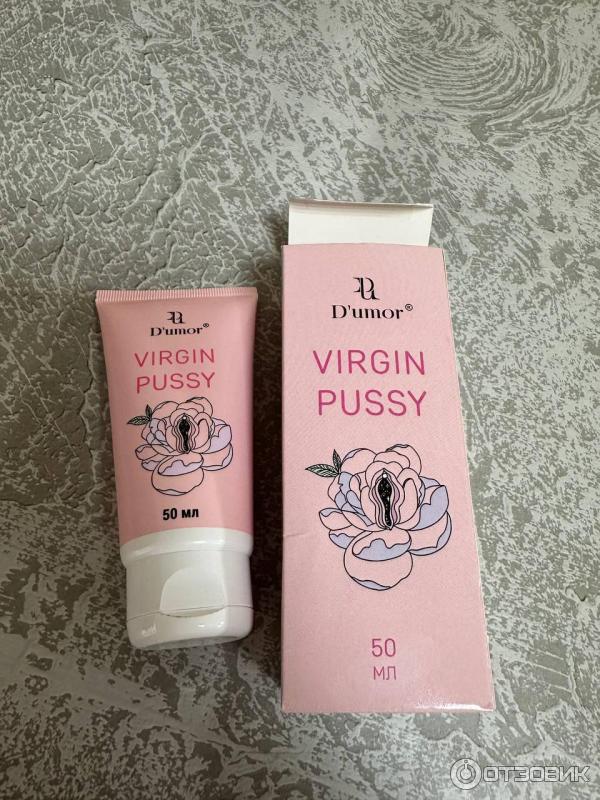 D'umor®
VIRGIN
PUSSY
50 мл
D'umor®
VIRGIN
PUSSY
50
МЛ
ОТЗОВИК